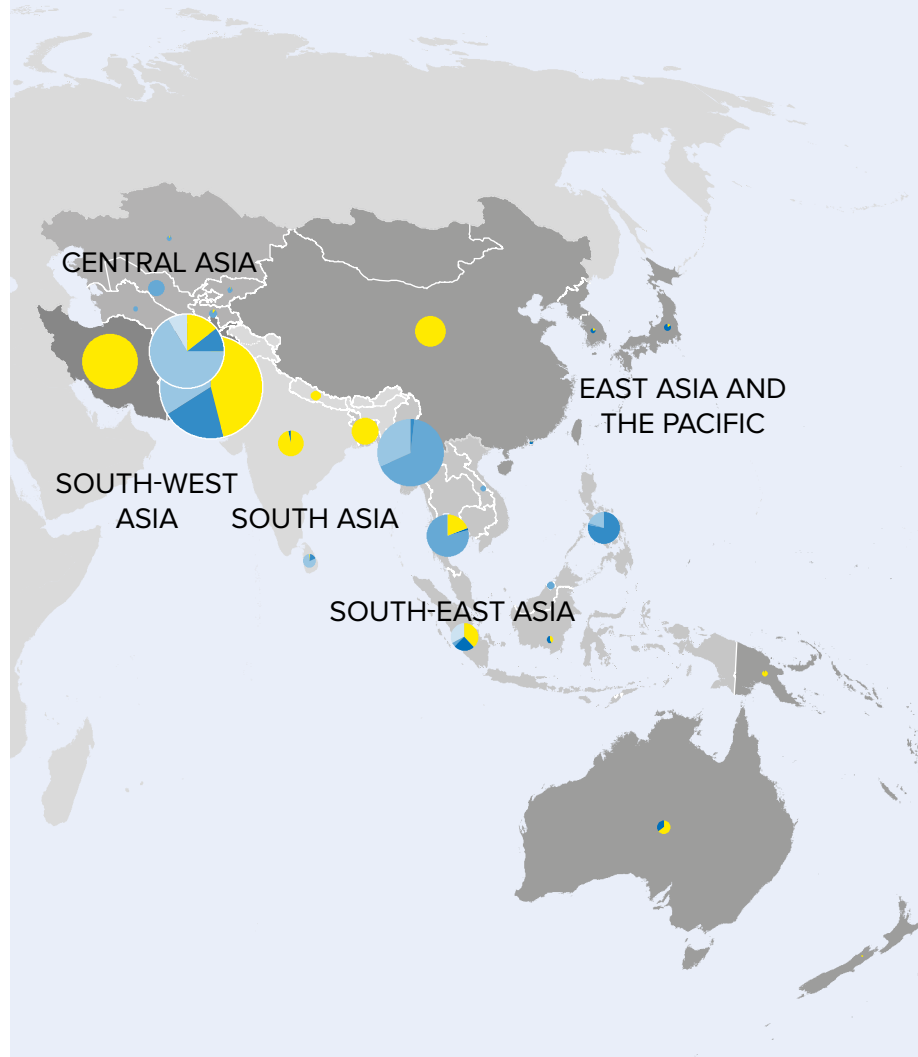 CENTRAL ASIA
EAST ASIA AND
THE PACIFIC
SOUTH-WEST
ASIA
SOUTH ASIA
SOUTH-EAST ASIA